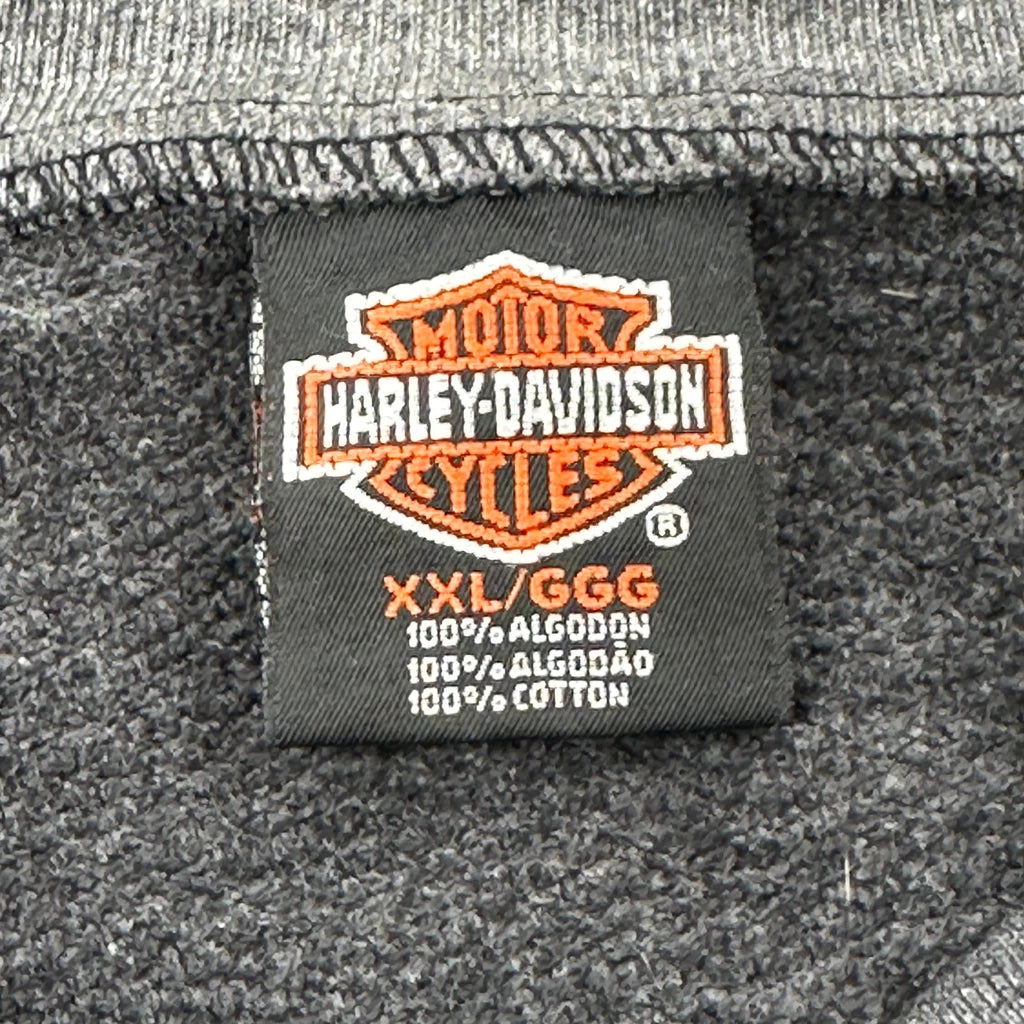 MOTOR
HARLEY-DAVIDSON
CYCLES
®
XXL/GGG
100% ALGODON
100% ALGODÃO
100% COTTON